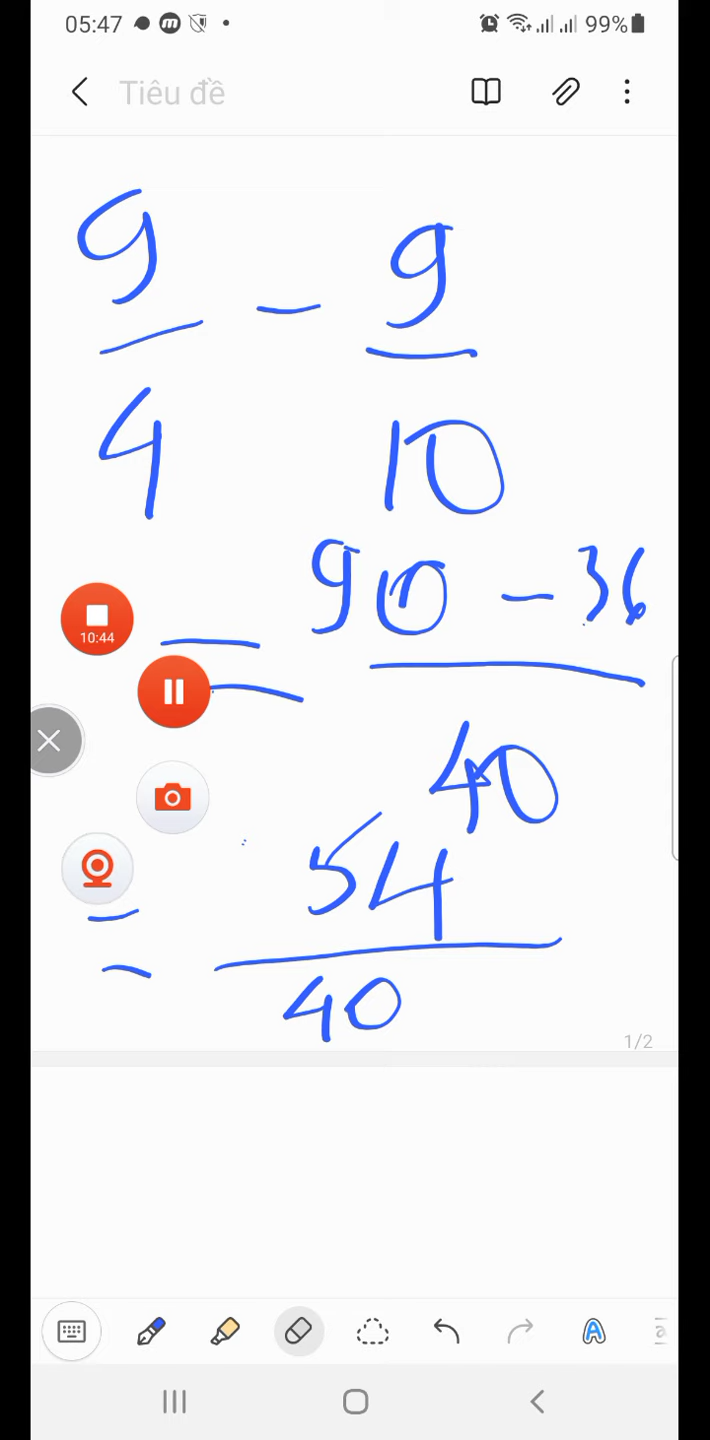 05:47 99%
Tiêu đề
9/4 - 9/10
= 90 - 36 / 40
10:44
= 54/40
1/2
A